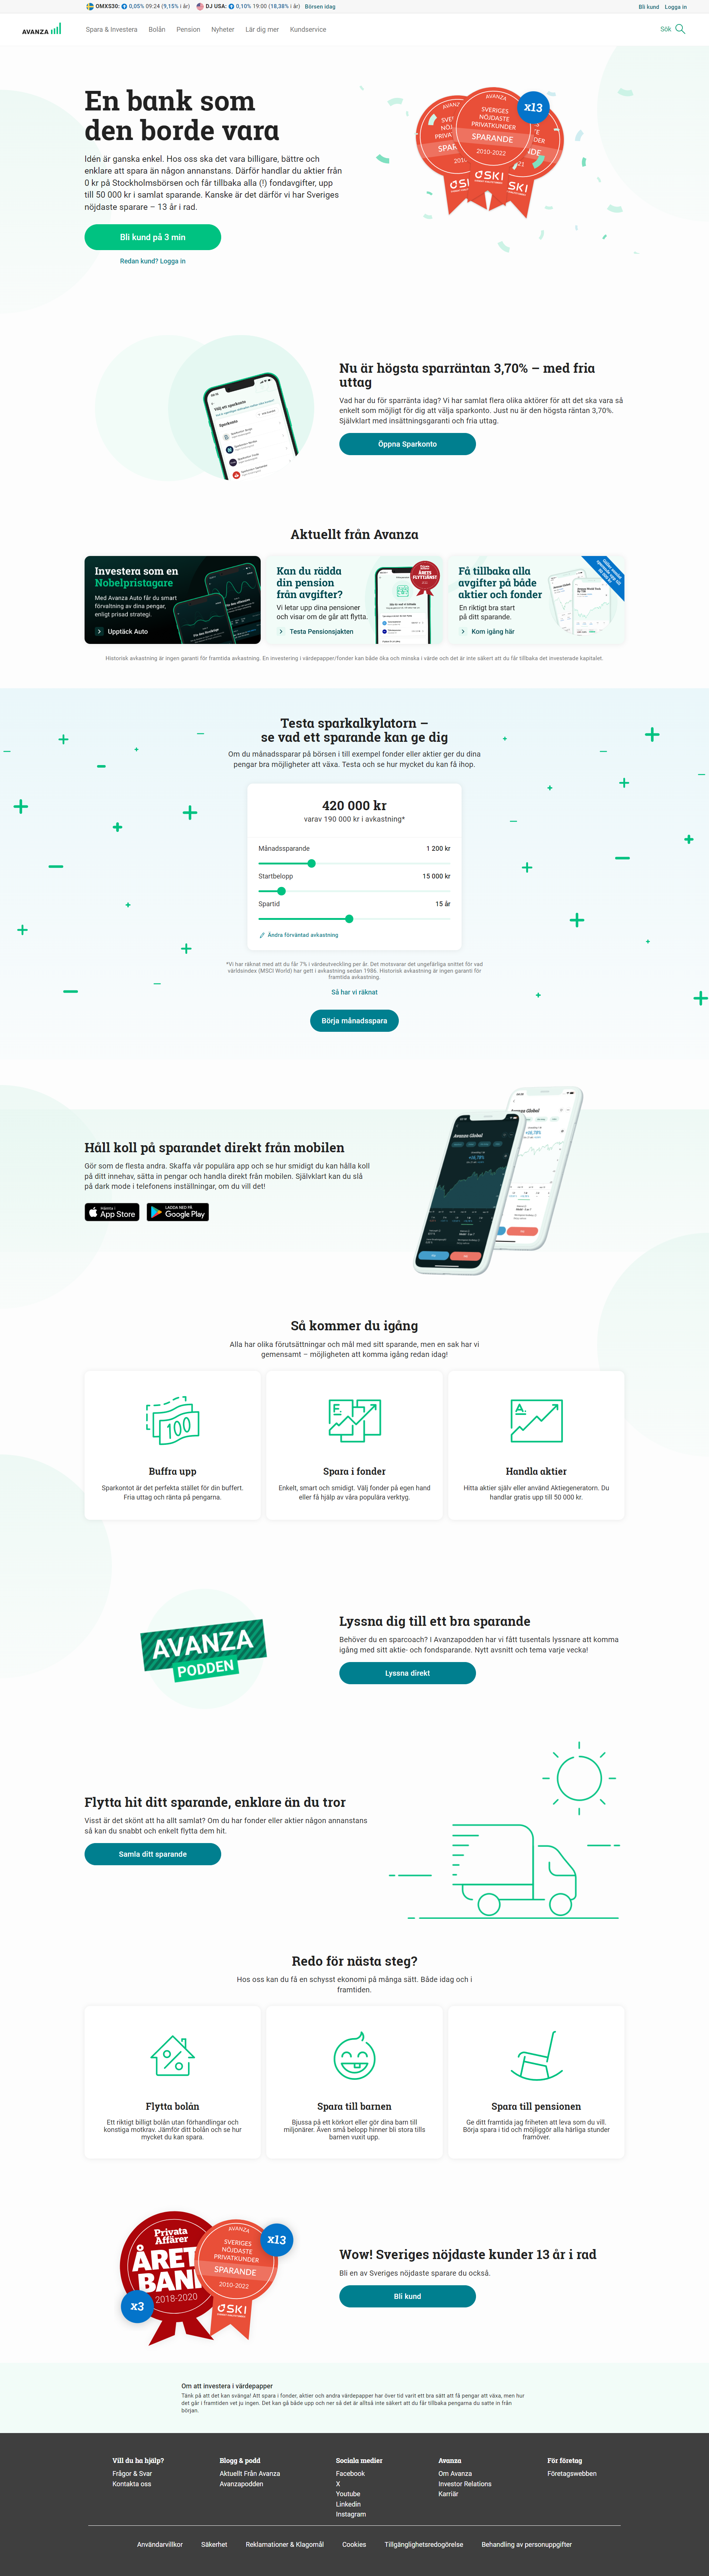 OMXS30: 0,05% 09:24 (9,15% i år) DJ USA: 0,10% 19:00 (18,38% i år) Börsen idag Bli kund Logga in
AVANZA Spara & Investera Bolån Pension Nyheter Lär dig mer Kundservice Sök
En bank som
den borde vara
Idén är ganska enkel. Hos oss ska det vara billigare, bättre och
enklare att spara än någon annanstans. Därför handlar du aktier från
0 kr på Stockholmsbörsen och får tillbaka alla (!) fondavgifter, upp
till 50 000 kr i samlat sparande. Kanske är det därför vi har Sveriges
nöjdaste sparare – 13 år i rad.
Bli kund på 3 min
Redan kund? Logga in
AVANZA
SVERIGES
NÖJDASTE
PRIVATKUNDER
SPARANDE
2010-2022
SKI
x13
Nu är högsta sparräntan 3,70% – med fria
uttag
Vad har du för sparränta idag? Vi har samlat flera olika aktörer för att det ska vara så
enkelt som möjligt för dig att välja sparkonto. Just nu är den högsta räntan 3,70%.
Självklart med insättningsgaranti och fria uttag.
Öppna Sparkonto
Aktuellt från Avanza
Investera som en
Nobelpristagare
Med Avanza Auto får du smart
förvaltning av dina pengar,
enligt prisad strategi.
Upptäck Auto
Kan du rädda
din pension
från avgifter?
Vi letar upp dina pensioner
och visar om de går att flytta.
Testa Pensionsjakten
ÅRETS
FLYTTJÄNST
Få tillbaka alla
avgifter på både
aktier och fonder
En riktigt bra start
på ditt sparande.
Kom igång här
Historisk avkastning är ingen garanti för framtida avkastning. En investering i värdepapper/fonder kan både öka och minska i värde och det är inte säkert att du får tillbaka det investerade kapitalet.
Testa sparkalkylatorn –
se vad ett sparande kan ge dig
Om du månadssparar på börsen i till exempel fonder eller aktier ger du dina
pengar bra möjligheter att växa. Testa och se hur mycket du kan få ihop.
420 000 kr
varav 190 000 kr i avkastning*
Månadssparande 1 200 kr
Startbelopp 15 000 kr
Spartid 15 år
Ändra förväntad avkastning
*Vi har räknat med att du får 7% i värdeutveckling per år. Det motsvarar det ungefärliga snittet för vad
världsindex (MSCI World) har gett i avkastning sedan 1986. Historisk avkastning är ingen garanti för
framtida avkastning.
Så har vi räknat
Börja månadsspara
Håll koll på sparandet direkt från mobilen
Gör som de flesta andra. Skaffa vår populära app och se hur smidigt du kan hålla koll
på ditt innehav, sätta in pengar och handla direkt från mobilen. Självklart kan du slå
på dark mode i telefonens inställningar, om du vill det!
App Store
LADDA NED PÅ
Google Play
Avanza Global
Så kommer du igång
Alla har olika förutsättningar och mål med sitt sparande, men en sak har vi
gemensamt – möjligheten att komma igång redan idag!
100
F.
A.
Buffra upp
Sparkontot är det perfekta stället för din buffert.
Fria uttag och ränta på pengarna.
Spara i fonder
Enkelt, smart och smidigt. Välj fonder på egen hand
eller få hjälp av våra populära verktyg.
Handla aktier
Hitta aktier själv eller använd Aktiegeneratorn. Du
handlar gratis upp till 50 000 kr.
AVANZA
PODDEN
Lyssna dig till ett bra sparande
Behöver du en sparcoach? I Avanzapodden har vi fått tusentals lyssnare att komma
igång med sitt aktie- och fondsparande. Nytt avsnitt och tema varje vecka!
Lyssna direkt
Flytta hit ditt sparande, enklare än du tror
Visst är det skönt att ha allt samlat? Om du har fonder eller aktier någon annanstans
så kan du snabbt och enkelt flytta dem hit.
Samla ditt sparande
Redo för nästa steg?
Hos oss kan du få en schysst ekonomi på många sätt. Både idag och i
framtiden.
Flytta bolån
Ett riktigt billigt bolån utan förhandlingar och
konstiga motkrav. Jämför ditt bolån och se hur
mycket du kan spara.
Spara till barnen
Bjussa på ett körkort eller gör dina barn till
miljonärer. Även små belopp hinner bli stora tills
barnen vuxit upp.
Spara till pensionen
Ge ditt framtida jag friheten att leva som du vill.
Börja spara i tid och möjliggör alla härliga stunder
framöver.
Privata
Affärer
ÅRETS
BANK
2018-2020
x3
AVANZA
SVERIGES
NÖJDASTE
PRIVATKUNDER
SPARANDE
2010-2022
SKI
x13
Wow! Sveriges nöjdaste kunder 13 år i rad
Bli en av Sveriges nöjdaste sparare du också.
Bli kund
Om att investera i värdepapper
Tänk på att det kan svänga! Att spara i fonder, aktier och andra värdepapper har över tid varit ett bra sätt att få pengar att växa, men hur
det går i framtiden vet ju ingen. Det kan gå både upp och ner så det är alltså inte säkert att du får tillbaka pengarna du satte in från
början.
Vill du ha hjälp?
Frågor & Svar
Kontakta oss
Blogg & podd
Aktuellt Från Avanza
Avanzapodden
Sociala medier
Facebook
X
Youtube
Linkedin
Instagram
Avanza
Om Avanza
Investor Relations
Karriär
För företag
Företagswebben
Användarvillkor Säkerhet Reklamationer & Klagomål Cookies Tillgänglighetsredogörelse Behandling av personuppgifter